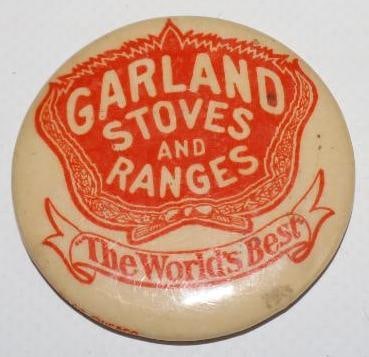 GARLAND
STOVES
AND
RANGES
"The World's Best"